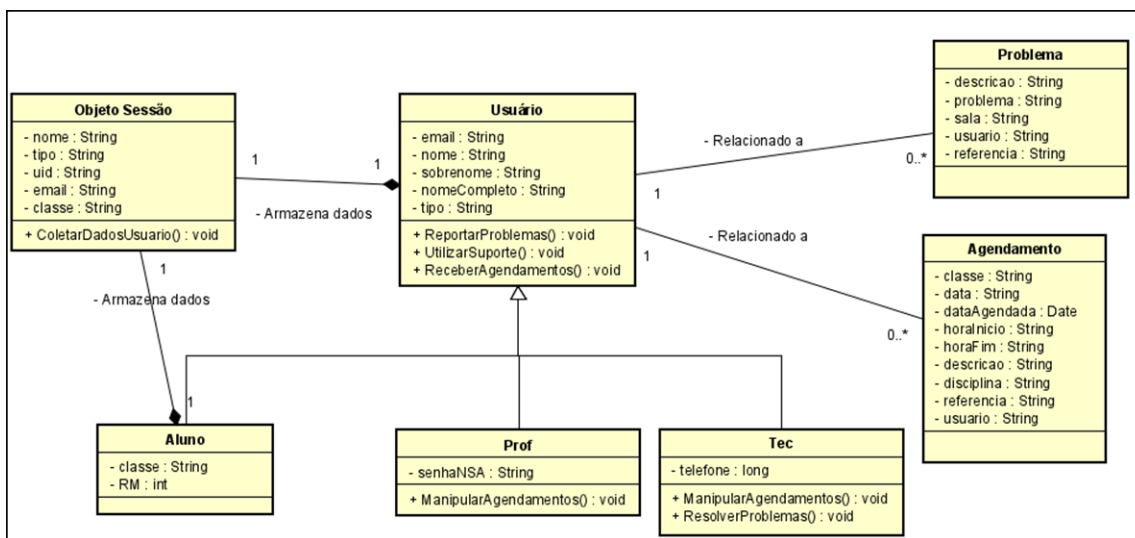 Problema
- descricao : String
- problema : String
- sala : String
- usuario : String
- referencia : String
Objeto Sessão
- nome : String
- tipo : String
- uid : String
- email : String
- classe : String
+ ColetarDadosUsuario() : void
Usuário
- email : String
- nome : String
- sobrenome : String
- nomeCompleto : String
- tipo : String
+ ReportarProblemas() : void
+ UtilizarSuporte() : void
+ ReceberAgendamentos() : void
- Relacionado a
0..*
1
1
1
- Armazena dados
- Relacionado a
1
0..*
Agendamento
- classe : String
- data : String
- dataAgendada : Date
- horaInicio : String
- horaFim : String
- descricao : String
- disciplina : String
- referencia : String
- usuario : String
1
- Armazena dados
1
Aluno
- classe : String
- RM : int
Prof
- senhaNSA : String
+ ManipularAgendamentos() : void
Tec
- telefone : long
+ ManipularAgendamentos() : void
+ ResolverProblemas() : void